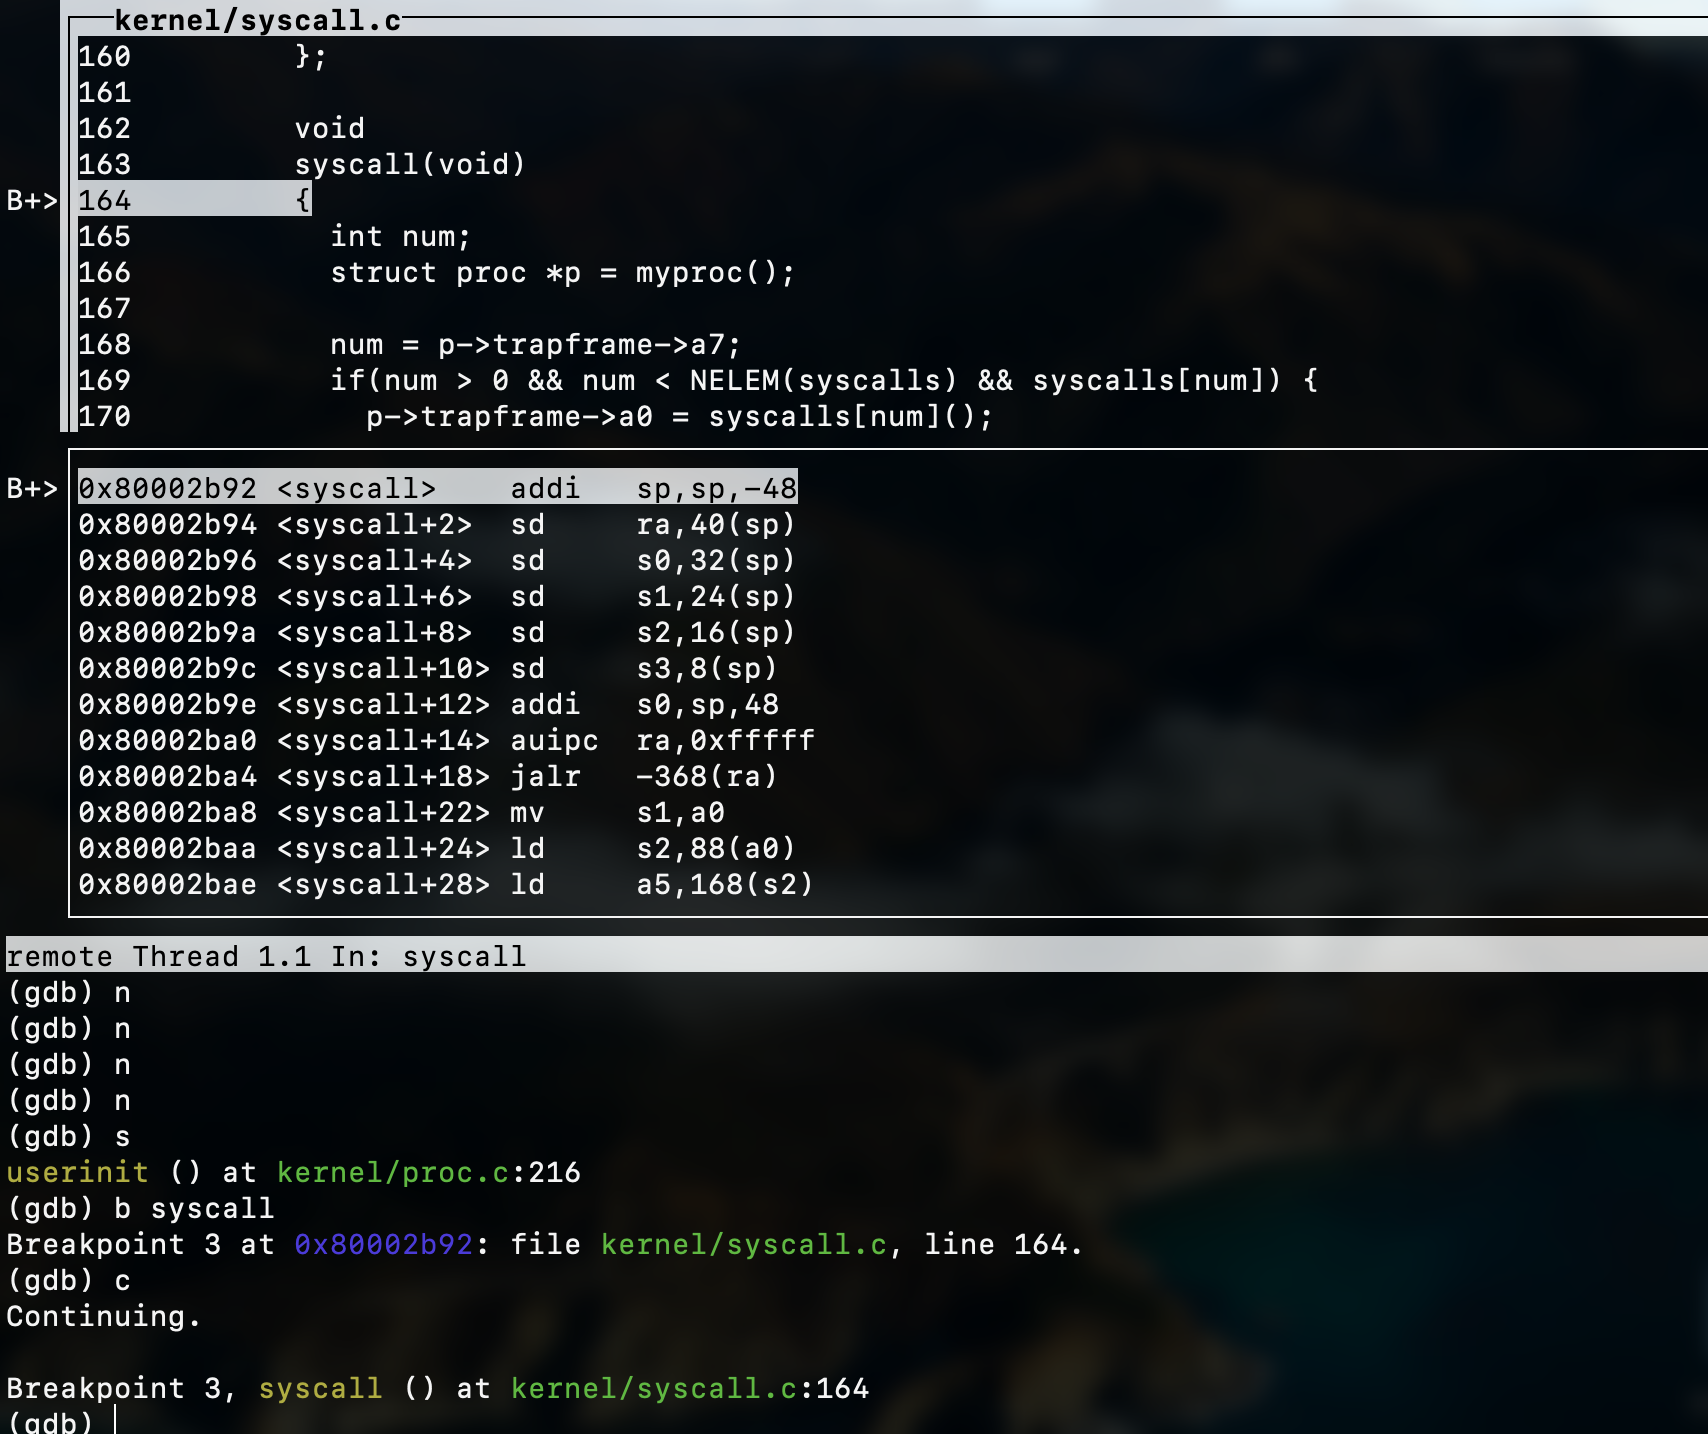 kernel/syscall.c
160 };
161
162 void
163 syscall(void)
B+> 164 {
165 int num;
166 struct proc *p = myproc();
167
168 num = p->trapframe->a7;
169 if(num > 0 && num < NELEM(syscalls) && syscalls[num]) {
170 p->trapframe->a0 = syscalls[num]();
B+> 0x80002b92 <syscall> addi sp,sp,-48
0x80002b94 <syscall+2> sd ra,40(sp)
0x80002b96 <syscall+4> sd s0,32(sp)
0x80002b98 <syscall+6> sd s1,24(sp)
0x80002b9a <syscall+8> sd s2,16(sp)
0x80002b9c <syscall+10> sd s3,8(sp)
0x80002b9e <syscall+12> addi s0,sp,48
0x80002ba0 <syscall+14> auipc ra,0xfffff
0x80002ba4 <syscall+18> jalr -368(ra)
0x80002ba8 <syscall+22> mv s1,a0
0x80002baa <syscall+24> ld s2,88(a0)
0x80002bae <syscall+28> ld a5,168(s2)
remote Thread 1.1 In: syscall
(gdb) n
(gdb) n
(gdb) n
(gdb) n
(gdb) s
userinit () at kernel/proc.c:216
(gdb) b syscall
Breakpoint 3 at 0x80002b92: file kernel/syscall.c, line 164.
(gdb) c
Continuing.
Breakpoint 3, syscall () at kernel/syscall.c:164
(gdb)